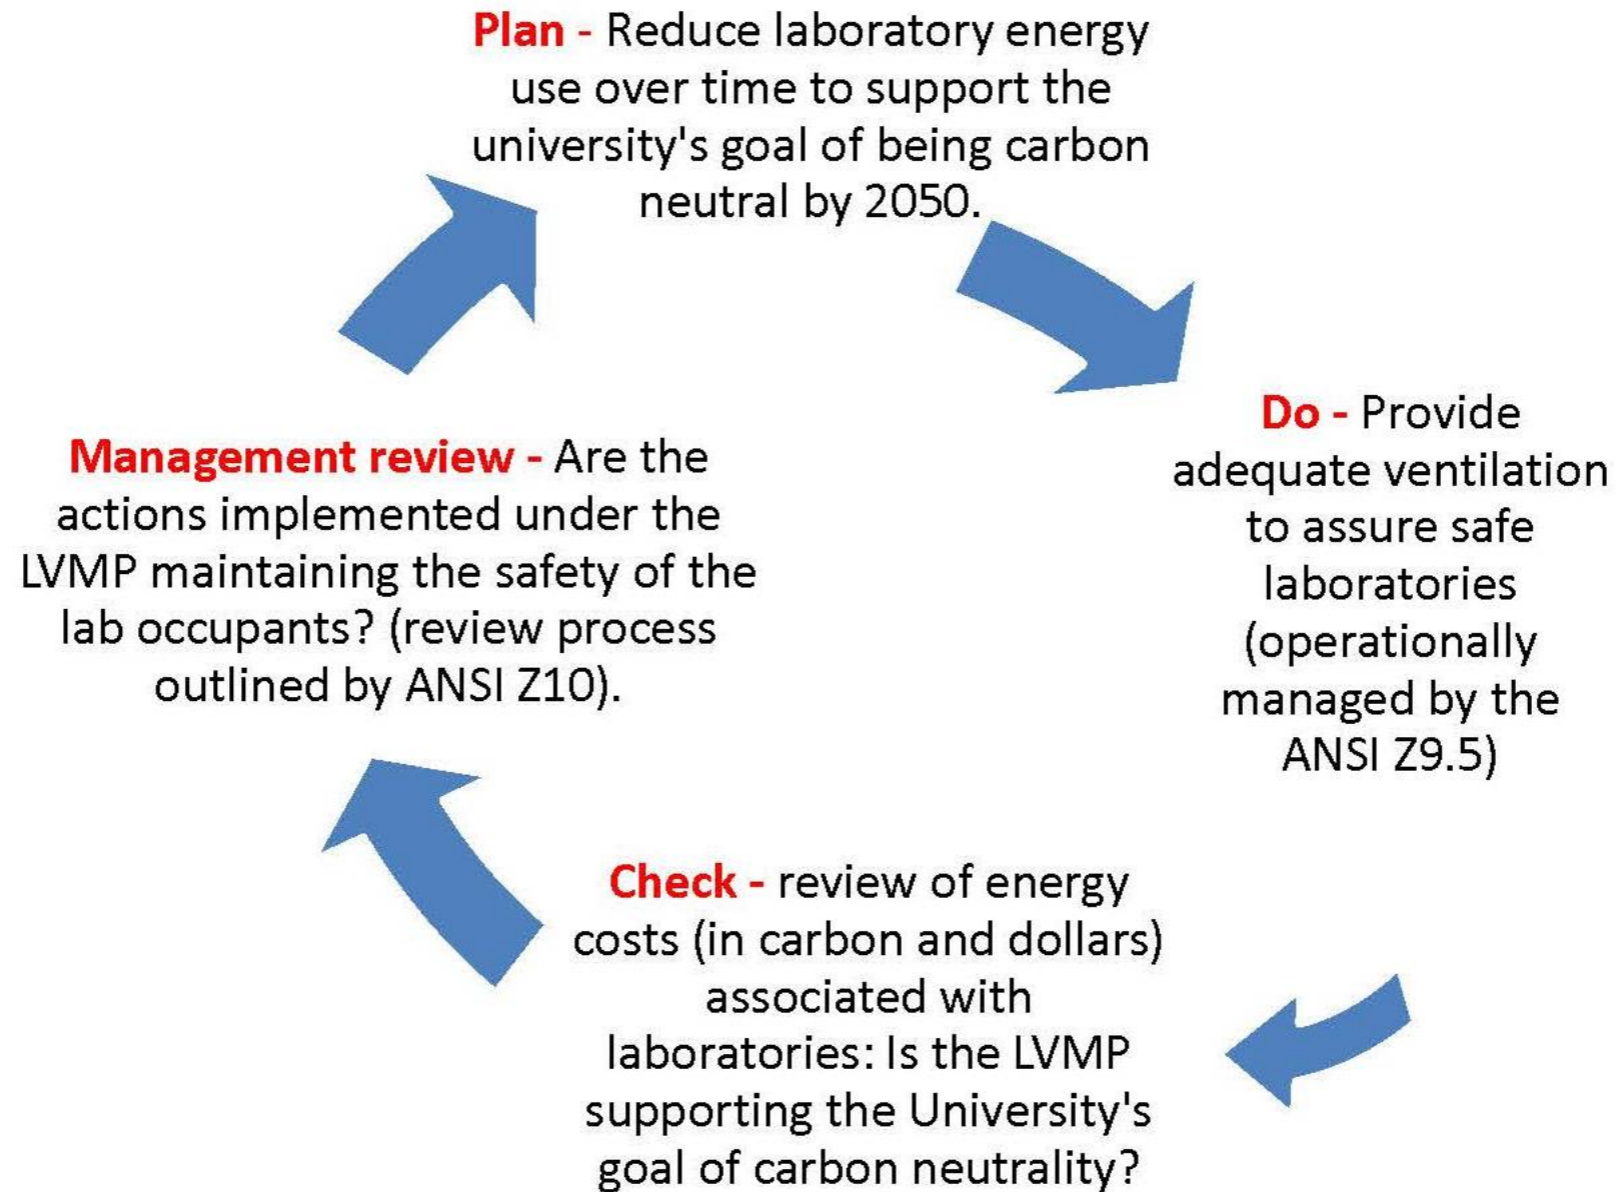 Plan - Reduce laboratory energy
use over time to support the
university's goal of being carbon
neutral by 2050.
Do - Provide
adequate ventilation
to assure safe
laboratories
(operationally
managed by the
ANSI Z9.5)
Check - review of energy
costs (in carbon and dollars)
associated with
laboratories: Is the LVMP
supporting the University's
goal of carbon neutrality?
Management review - Are the
actions implemented under the
LVMP maintaining the safety of the
lab occupants? (review process
outlined by ANSI Z10).